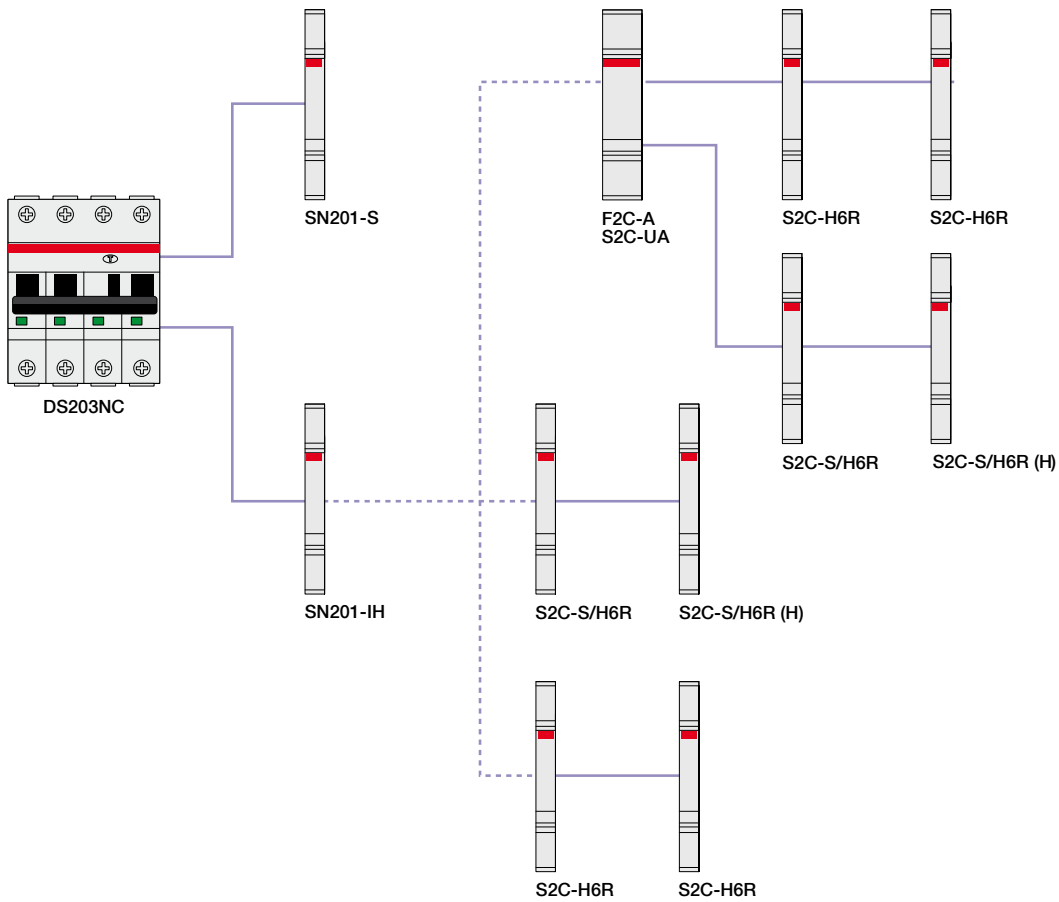 SN201-S
F2C-A
S2C-UA
S2C-H6R
S2C-H6R
DS203NC
S2C-S/H6R
S2C-S/H6R (H)
SN201-IH
S2C-S/H6R
S2C-S/H6R (H)
S2C-H6R
S2C-H6R